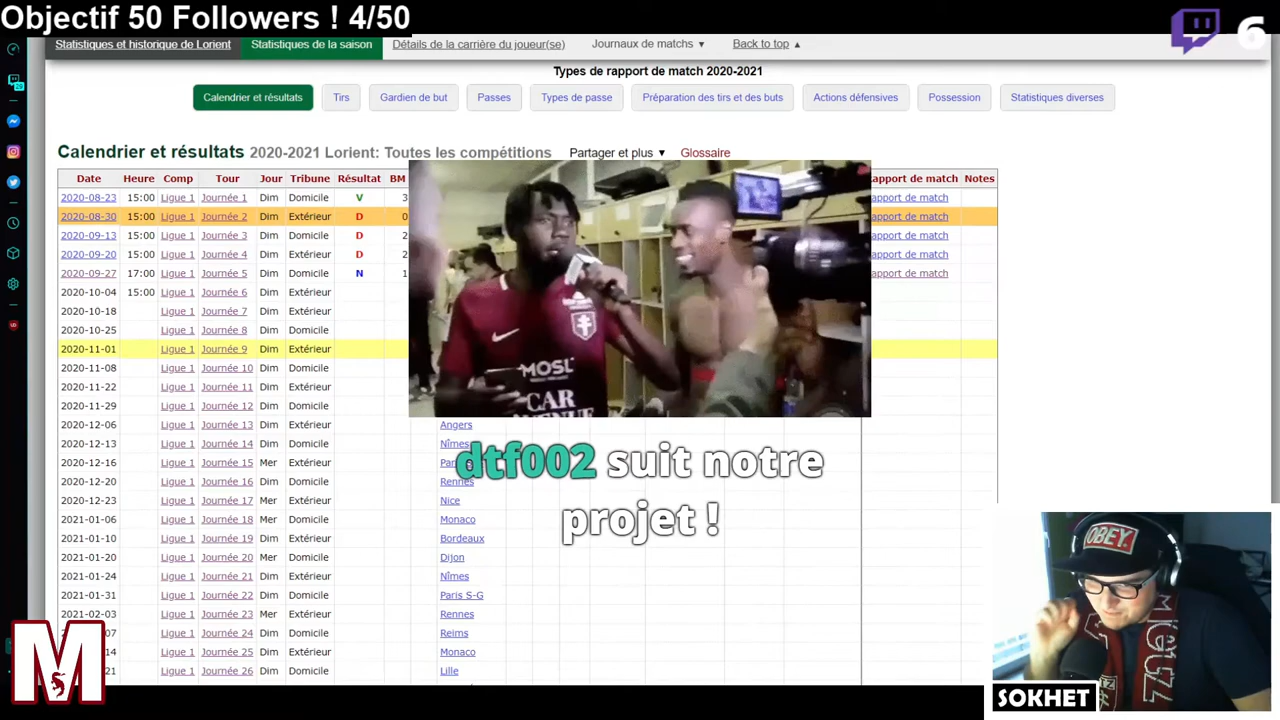 Objectif 50 Followers ! 4/50
6
Statistiques et historique de Lorient Statistiques de la saison Détails de la carrière du joueur(se) Journaux de matchs ▼ Back to top ▲
Types de rapport de match 2020-2021
Calendrier et résultats Tirs Gardien de but Passes Types de passe Préparation des tirs et des buts Actions défensives Possession Statistiques diverses
Calendrier et résultats 2020-2021 Lorient: Toutes les compétitions Partager et plus ▼ Glossaire
Date Heure Comp Tour Jour Tribune Résultat BM apport de match Notes
2020-08-23 15:00 Ligue 1 Journée 1 Dim Domicile V 3 apport de match
2020-08-30 15:00 Ligue 1 Journée 2 Dim Extérieur D 0 apport de match
2020-09-13 15:00 Ligue 1 Journée 3 Dim Domicile D 2 apport de match
2020-09-20 15:00 Ligue 1 Journée 4 Dim Extérieur D 2 apport de match
2020-09-27 17:00 Ligue 1 Journée 5 Dim Domicile N 1 apport de match
2020-10-04 15:00 Ligue 1 Journée 6 Dim Extérieur
2020-10-18 Ligue 1 Journée 7 Dim Extérieur
2020-10-25 Ligue 1 Journée 8 Dim Domicile
2020-11-01 Ligue 1 Journée 9 Dim Extérieur
2020-11-08 Ligue 1 Journée 10 Dim Domicile
2020-11-22 Ligue 1 Journée 11 Dim Extérieur
2020-11-29 Ligue 1 Journée 12 Dim Domicile
2020-12-06 Ligue 1 Journée 13 Dim Extérieur Angers
2020-12-13 Ligue 1 Journée 14 Dim Domicile Nîmes
2020-12-16 Ligue 1 Journée 15 Mer Extérieur Par
2020-12-20 Ligue 1 Journée 16 Dim Domicile Rennes
2020-12-23 Ligue 1 Journée 17 Mer Domicile Nice
2021-01-06 Ligue 1 Journée 18 Mer Domicile Monaco
2021-01-10 Ligue 1 Journée 19 Dim Extérieur Bordeaux
2021-01-20 Ligue 1 Journée 20 Mer Domicile Dijon
2021-01-24 Ligue 1 Journée 21 Dim Extérieur Nîmes
2021-01-31 Ligue 1 Journée 22 Dim Domicile Paris S-G
2021-02-03 Ligue 1 Journée 23 Mer Extérieur Rennes
07 Ligue 1 Journée 24 Dim Domicile Reims
14 Ligue 1 Journée 25 Dim Extérieur Monaco
21 Ligue 1 Journée 26 Dim Domicile Lille
MOSL
CAR
AVENUE
dtf002 suit notre
projet !
OBEY
M
SOKHET